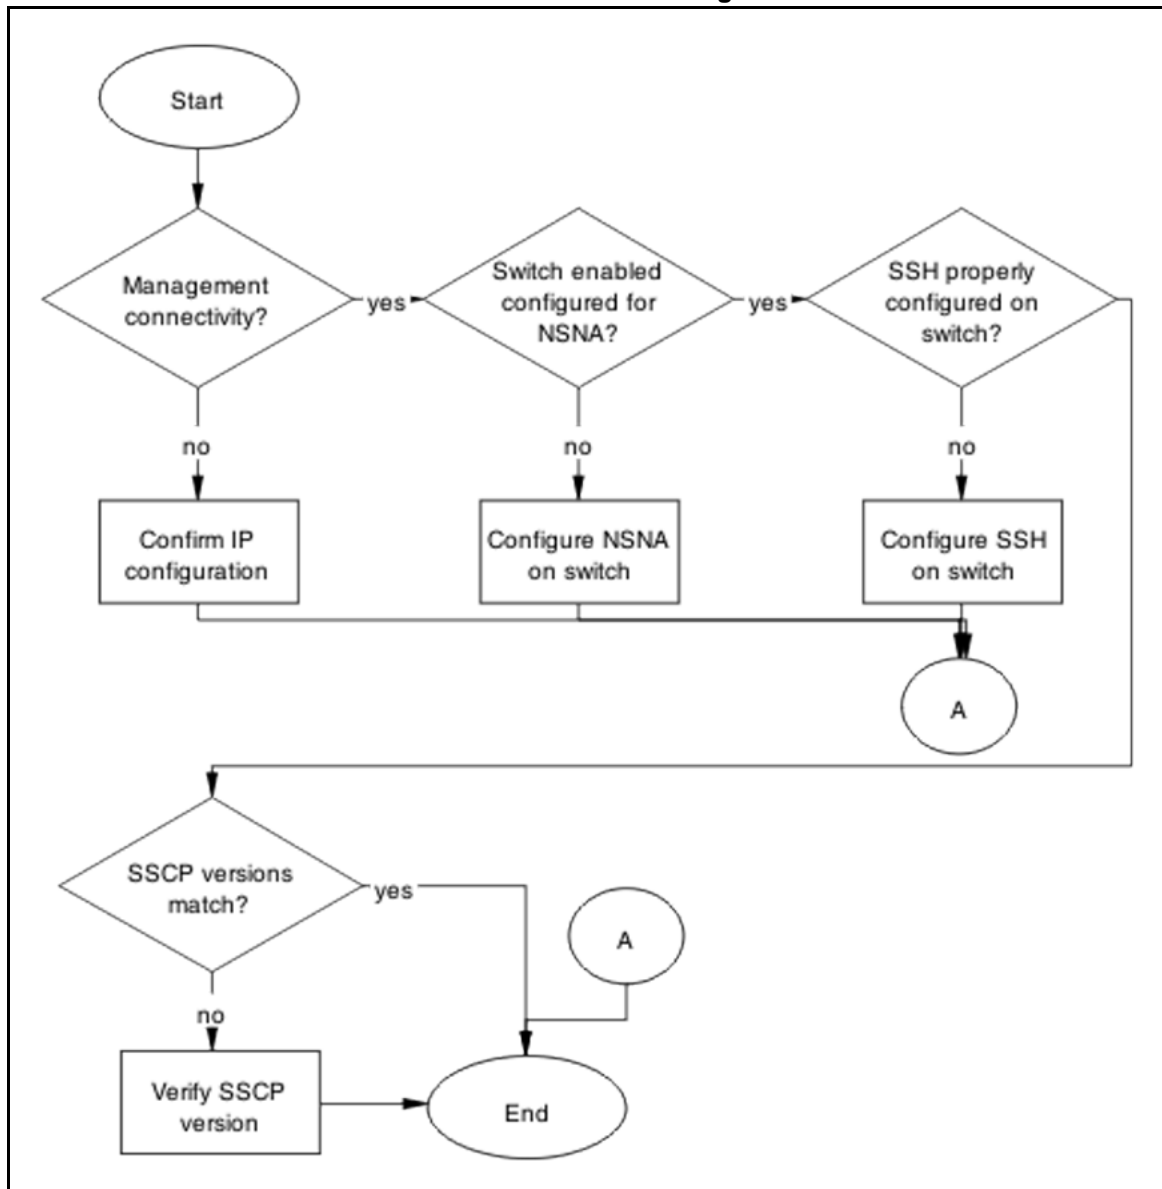 Start
Management
connectivity?
yes
Switch enabled
configured for
NSNA?
yes
SSH properly
configured on
switch?
no
no
no
Confirm IP
configuration
Configure NSNA
on switch
Configure SSH
on switch
A
SSCP versions
match?
yes
A
no
Verify SSCP
version
End